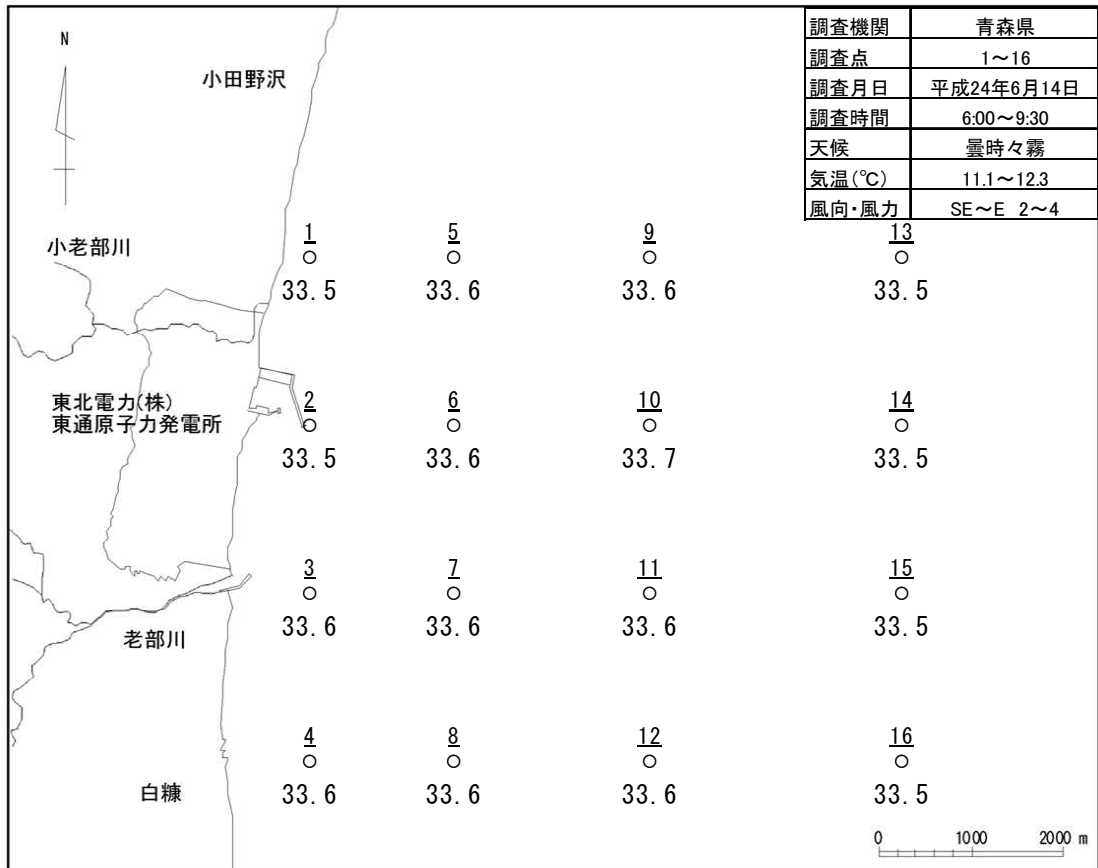 N
小田野沢
調査機関 青森県
調査点 1～16
調査月日 平成24年6月14日
調査時間 6:00～9:30
天候 曇時々霧
気温(℃) 11.1～12.3
風向・風力 SE～E 2～4
小老部川
1 5 9 13
33.5 33.6 33.6 33.5
東北電力(株)
東通原子力発電所
2 6 10 14
33.5 33.6 33.7 33.5
3 7 11 15
33.6 33.6 33.6 33.5
老部川
4 8 12 16
33.6 33.6 33.6 33.5
白糠
0 1000 2000 m